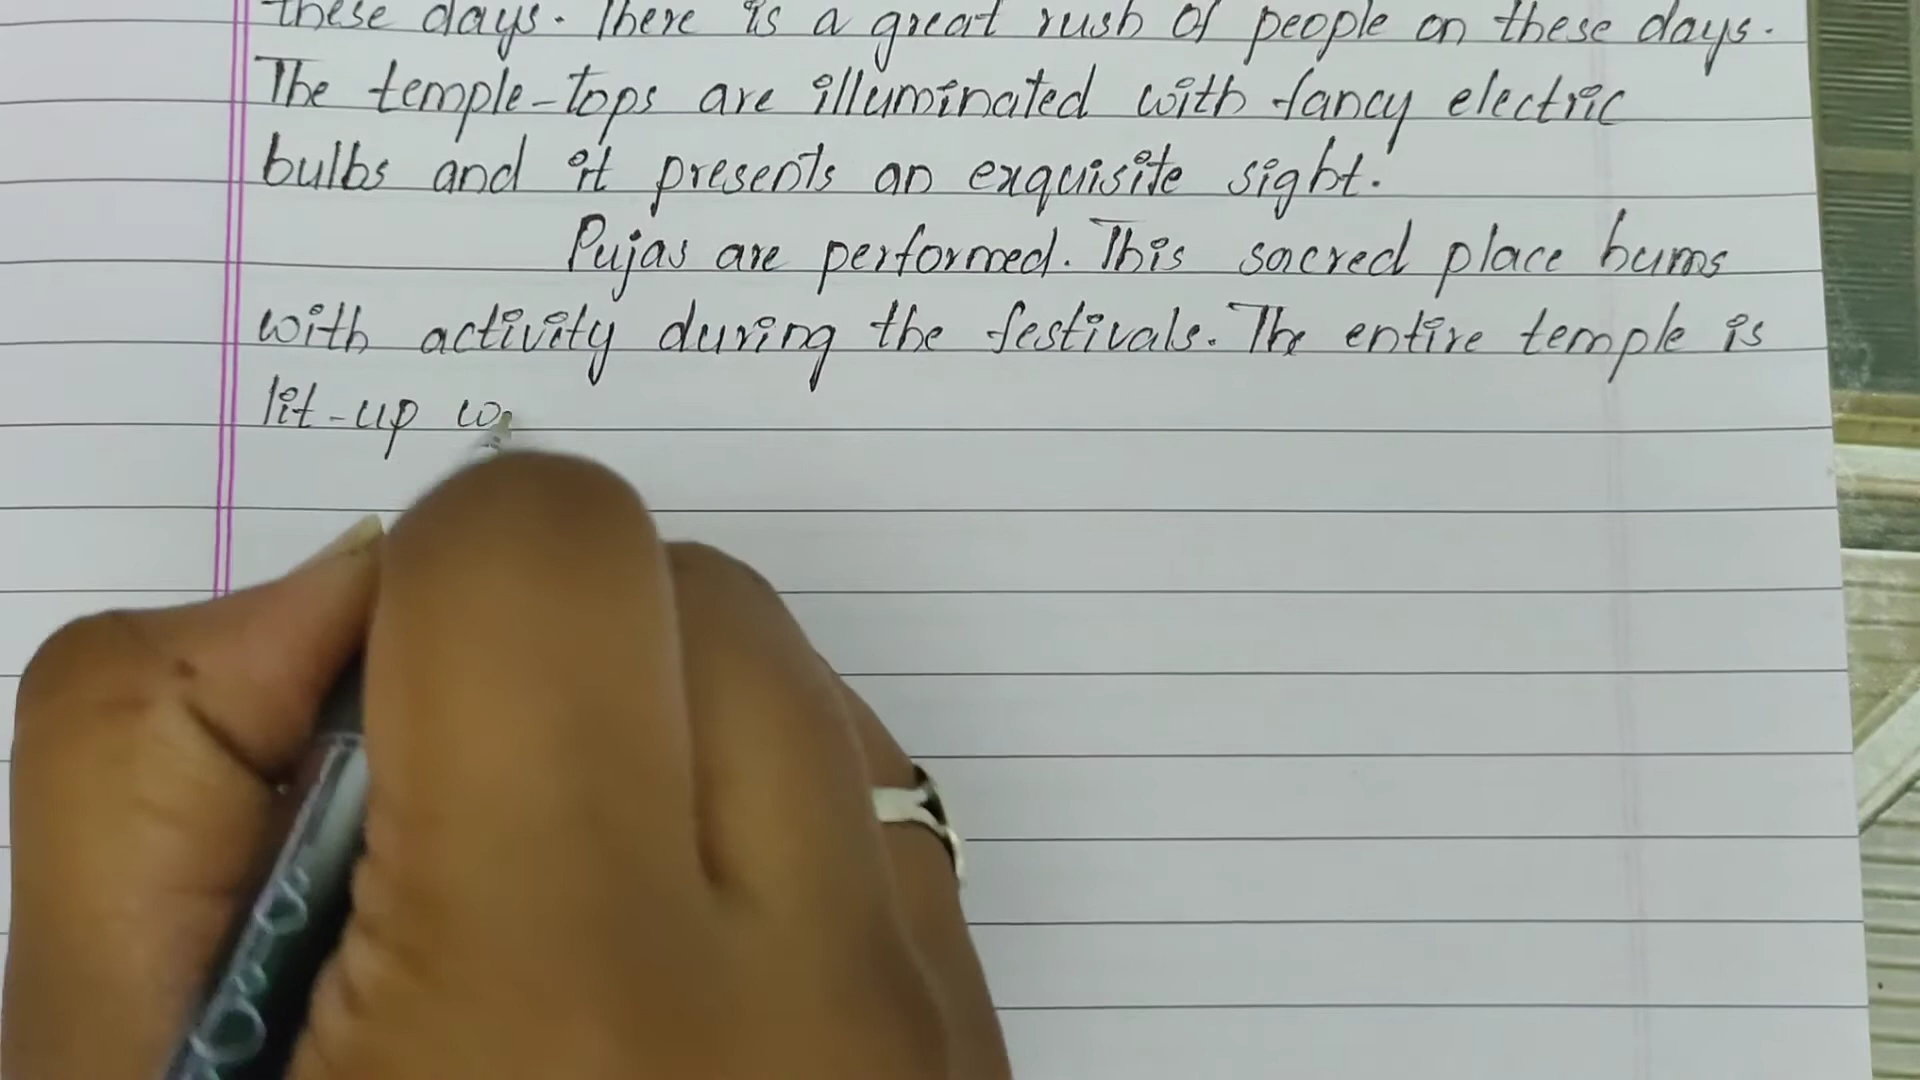 these days. There is a great rush of people on these days.
The temple-tops are illuminated with fancy electric
bulbs and it presents an exquisite sight.
Pujas are performed. This sacred place hums
with activity during the festivals. The entire temple is
lit-up